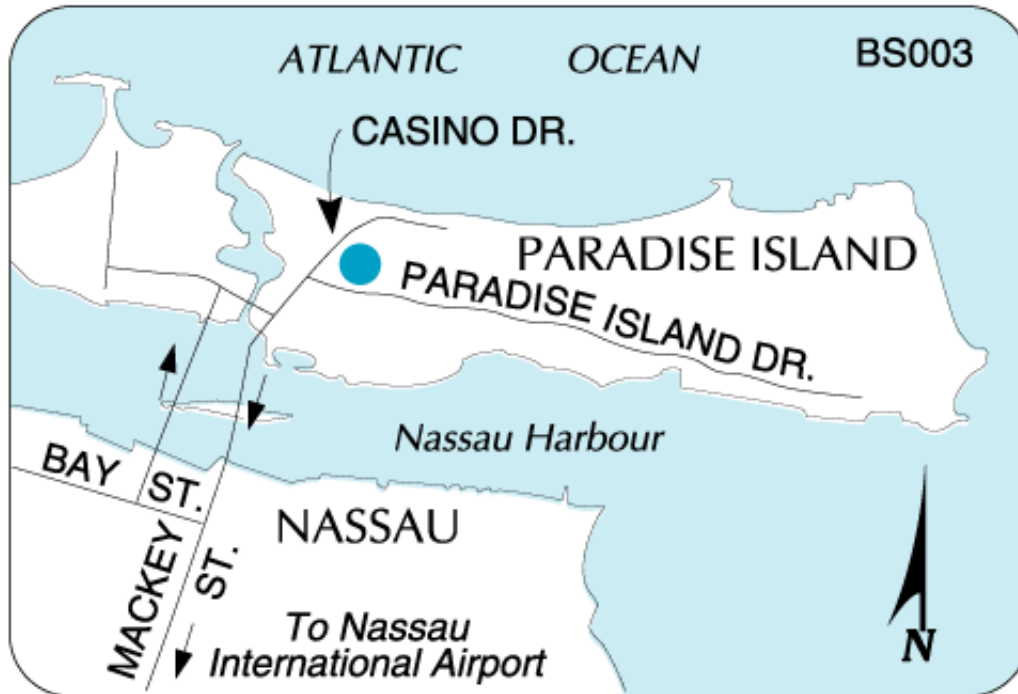 ATLANTIC OCEAN
BS003
CASINO DR.
PARADISE ISLAND
PARADISE ISLAND DR.
Nassau Harbour
BAY ST.
NASSAU
MACKEY ST.
To Nassau
International Airport
N